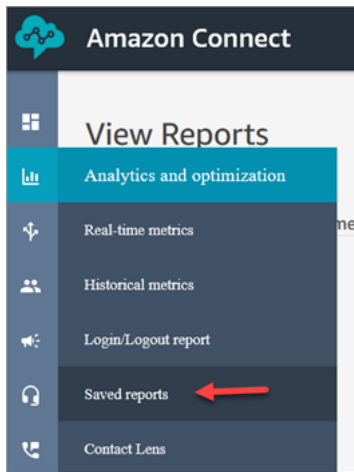 Amazon Connect
View Reports
Analytics and optimization
Real-time metrics
Historical metrics
Login/Logout report
Saved reports
Contact Lens